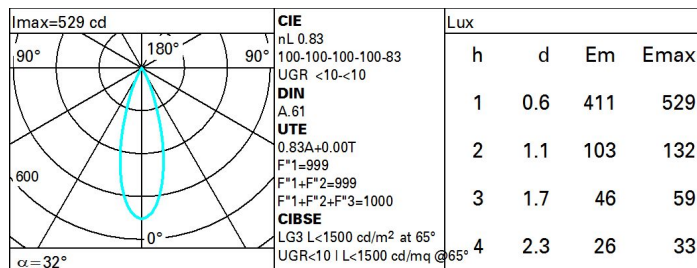 Imax=529 cd
90°
180°
90°
600
0°
α=32°
CIE
nL 0.83
100-100-100-100-83
UGR <10-<10
DIN
A.61
UTE
0.83A+0.00T
F"1=999
F"1+F"2=999
F"1+F"2+F"3=1000
CIBSE
LG3 L<1500 cd/m² at 65°
UGR<10 | L<1500 cd/mq @65°
Lux
h d Em Emax
1 0.6 411 529
2 1.1 103 132
3 1.7 46 59
4 2.3 26 33